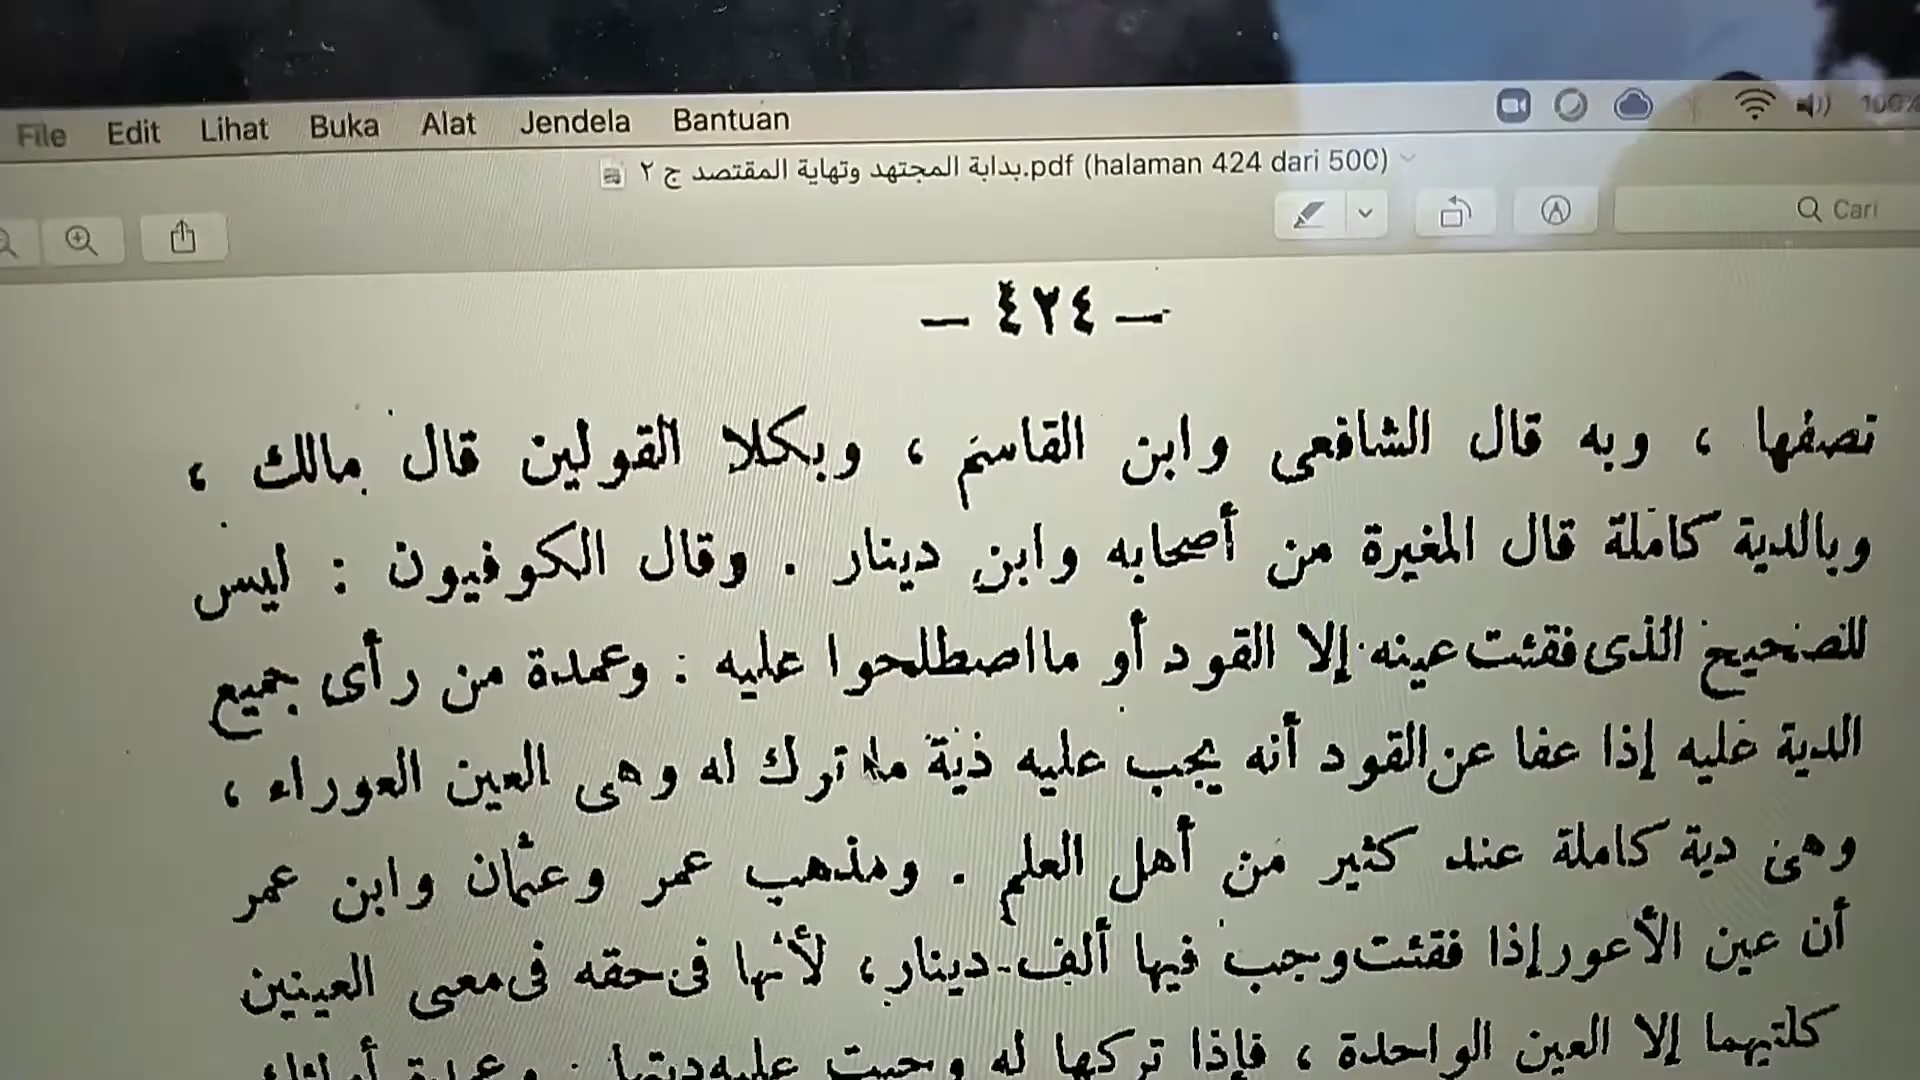 File Edit Lihat Buka Alat Jendela Bantuan 100%
بداية المجتهد وتهاية المقتصد ج ٢.pdf (halaman 424 dari 500)
Cari
— ٤٢٤ —
نصفها ، وبه قال الشافعى وابن القاسم ، وبكلا القولين قال مالك ،
وبالدية كاملة قال المغيرة من أصحابه وابن دينار . وقال الكوفيون : ليس
للصحيح الذى فقئت عينه إلا القود أو ما اصطلحوا عليه : وعمدة من رأى جميع
الدية عليه إذا عفا عن القود أنه يجب عليه دية ما ترك له وهى العين العوراء ،
وهى دية كاملة عند كثير من أهل العلم . ومذهب عمر وعثمان وابن عمر
أن عين الأعور إذا فقئت وجب فيها ألف دينار ، لأنها فى حقه فى معنى العينين
كلتيهما إلا العين الواحدة ، فإذا تركها له وجبت عليه ديتها . وعمدة أولئك